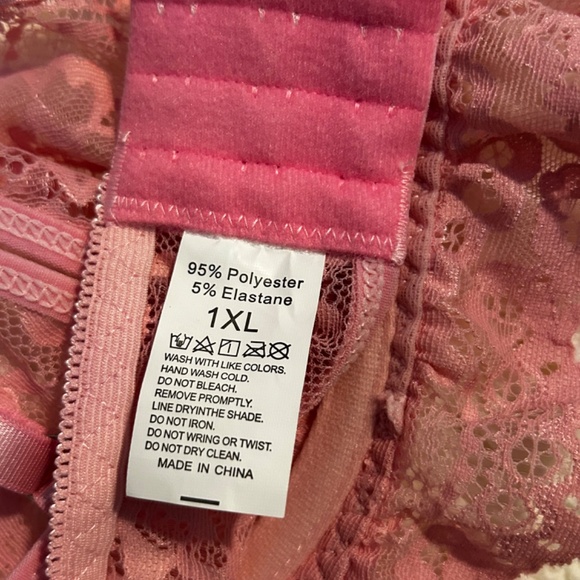 95% Polyester
5% Elastane
1XL
WASH WITH LIKE COLORS.
HAND WASH COLD.
DO NOT BLEACH.
REMOVE PROMPTLY.
LINE DRYINTHE SHADE.
DO NOT IRON.
DO NOT WRING OR TWIST.
DO NOT DRY CLEAN.
MADE IN CHINA